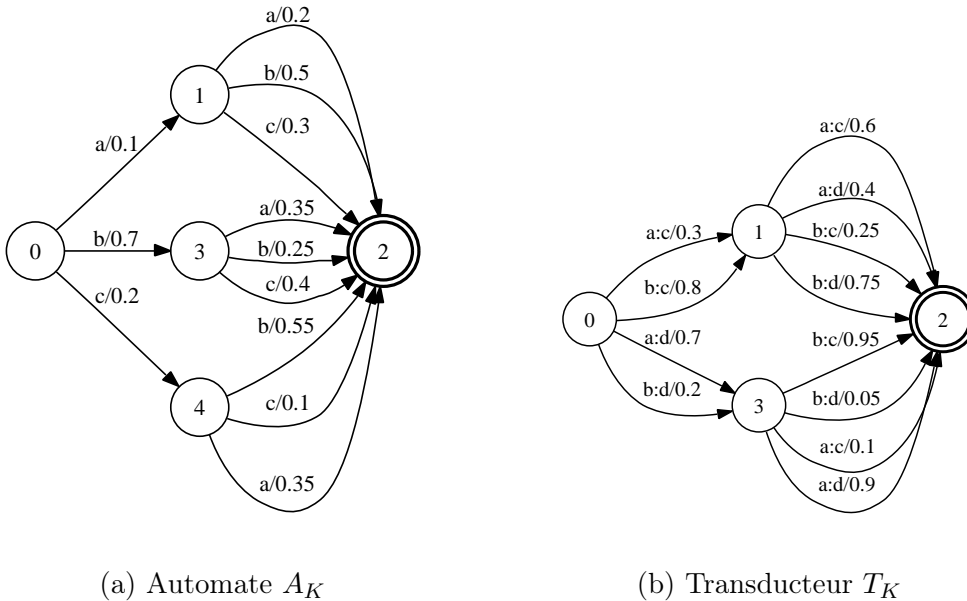 a/0.2
b/0.5
1
c/0.3
a/0.1
a/0.35
0
b/0.7
3
b/0.25
2
c/0.4
c/0.2
b/0.55
4
c/0.1
a/0.35
a:c/0.6
a:d/0.4
1
b:c/0.25
a:c/0.3
b:d/0.75
b:c/0.8
0
2
a:d/0.7
b:c/0.95
b:d/0.2
3
b:d/0.05
a:c/0.1
a:d/0.9
(a) Automate A_K
(b) Transducteur T_K